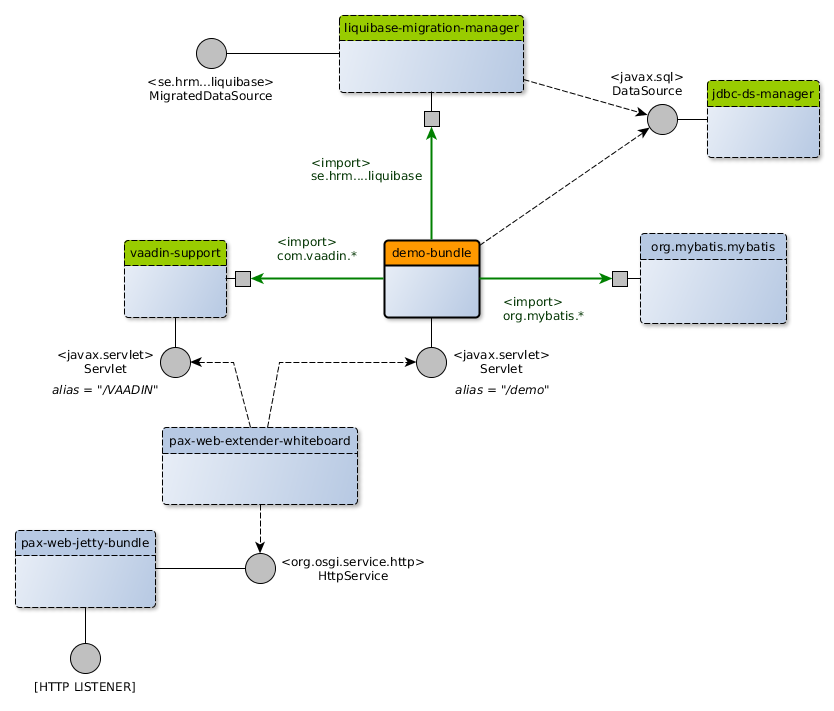 liquibase-migration-manager
<se.hrm...liquibase>
MigratedDataSource
<javax.sql>
DataSource
jdbc-ds-manager
<import>
se.hrm....liquibase
vaadin-support
<import>
com.vaadin.*
demo-bundle
org.mybatis.mybatis
<import>
org.mybatis.*
<javax.servlet>
Servlet
alias = "/VAADIN"
<javax.servlet>
Servlet
alias = "/demo"
pax-web-extender-whiteboard
pax-web-jetty-bundle
<org.osgi.service.http>
HttpService
[HTTP LISTENER]